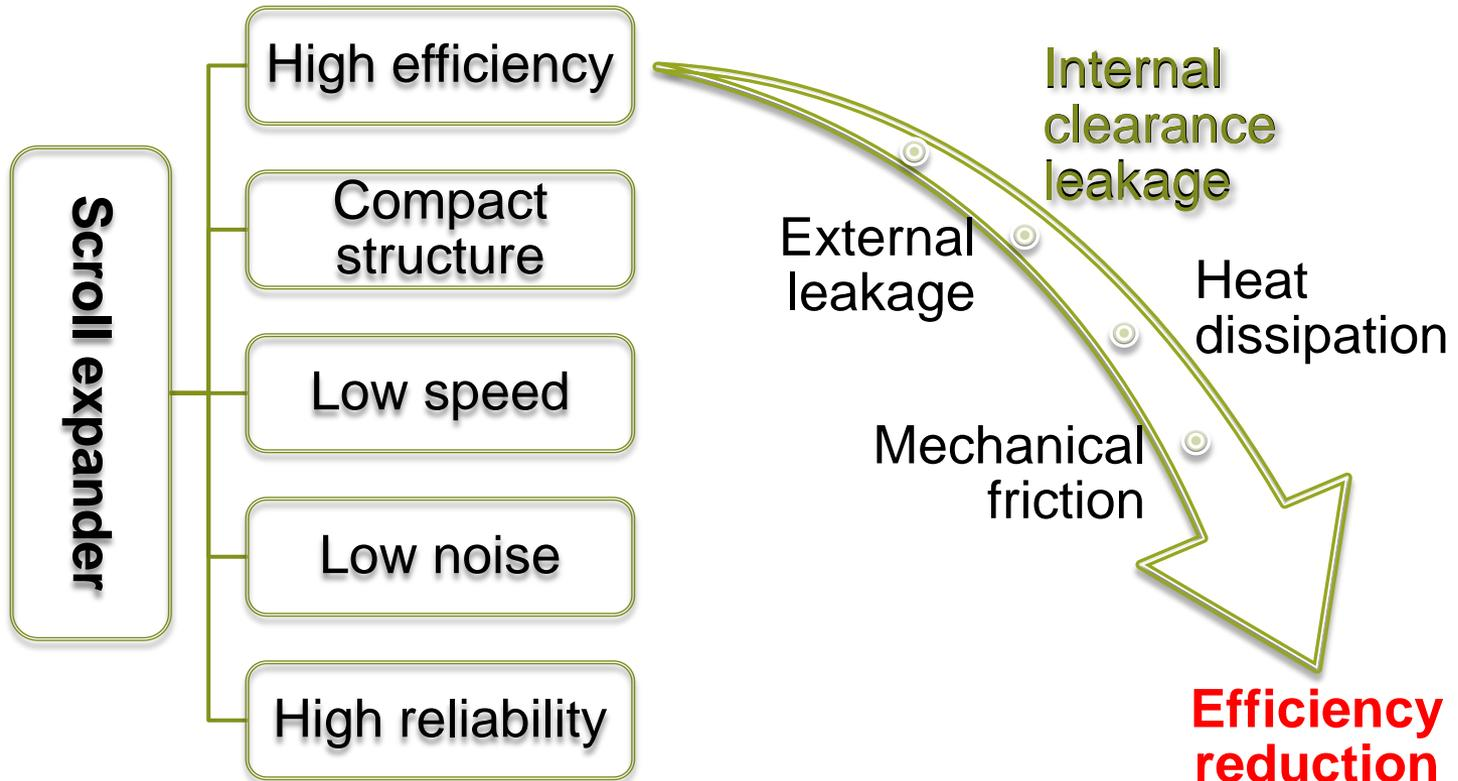 Scroll expander
High efficiency
Compact
structure
Low speed
Low noise
High reliability
Internal
clearance
leakage
External
leakage
Heat
dissipation
Mechanical
friction
Efficiency
reduction